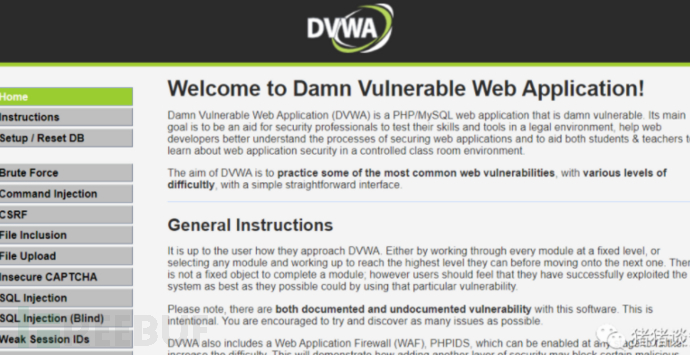 DVWA
Home
Instructions
Setup / Reset DB
Brute Force
Command Injection
CSRF
File Inclusion
File Upload
Insecure CAPTCHA
SQL Injection
SQL Injection (Blind)
Weak Session IDs
Welcome to Damn Vulnerable Web Application!
Damn Vulnerable Web Application (DVWA) is a PHP/MySQL web application that is damn vulnerable. Its main
goal is to be an aid for security professionals to test their skills and tools in a legal environment, help web
developers better understand the processes of securing web applications and to aid both students & teachers to
learn about web application security in a controlled class room environment.
The aim of DVWA is to practice some of the most common web vulnerabilities, with various levels of
difficultly, with a simple straightforward interface.
General Instructions
It is up to the user how they approach DVWA. Either by working through every module at a fixed level, or
selecting any module and working up to reach the highest level they can before moving onto the next one. There
is not a fixed object to complete a module; however users should feel that they have successfully exploited the
system as best as they possible could by using that particular vulnerability.
Please note, there are both documented and undocumented vulnerability with this software. This is
intentional. You are encouraged to try and discover as many issues as possible.
DVWA also includes a Web Application Firewall (WAF), PHPIDS, which can be enabled at any
increase the difficulty. This will demonstrate how adding another layer of security may block certain malicious